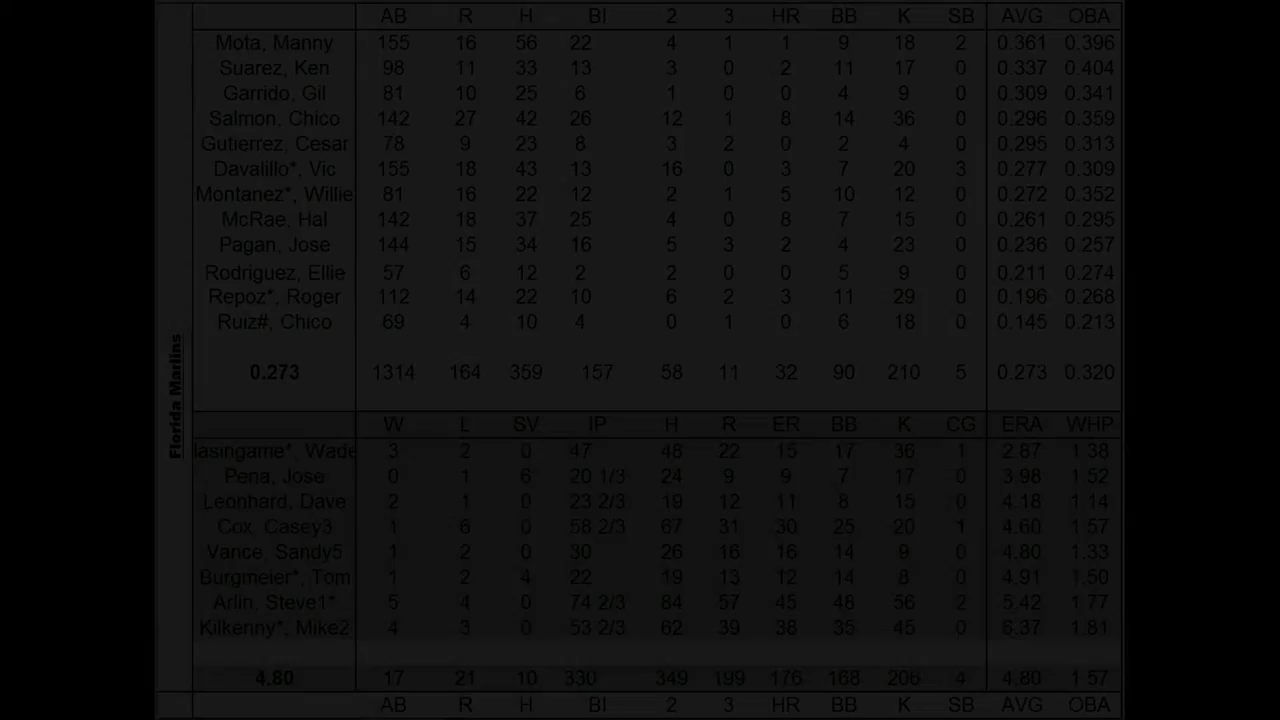 AB R H BI 2 3 HR BB K SB AVG OBA
Mota, Manny 155 16 56 22 4 1 1 9 18 2 0.361 0.396
Suarez, Ken 98 11 33 13 3 0 2 11 17 0 0.337 0.404
Garrido, Gil 81 10 25 6 1 0 0 4 9 0 0.309 0.341
Salmon, Chico 142 27 42 26 12 1 8 14 36 0 0.296 0.359
Gutierrez, Cesar 78 9 23 8 3 2 0 2 4 0 0.295 0.313
Davalillo*, Vic 155 18 43 13 16 0 3 7 20 3 0.277 0.309
Montanez*, Willie 81 16 22 12 2 1 5 10 12 0 0.272 0.352
McRae, Hal 142 18 37 25 4 0 8 7 15 0 0.261 0.295
Pagan, Jose 144 15 34 16 5 3 2 4 23 0 0.236 0.257
Rodriguez, Ellie 57 6 12 2 2 0 0 5 9 0 0.211 0.274
Repoz*, Roger 112 14 22 10 6 2 3 11 29 0 0.196 0.268
Ruiz#, Chico 69 4 10 4 0 1 0 6 18 0 0.145 0.213
0.273 1314 164 359 157 58 11 32 90 210 5 0.273 0.320
Florida Marlins
W L SV IP H R ER BB K CG ERA WHP
lasingame*, Wade 3 2 0 47 48 22 15 17 36 1 2.87 1.38
Pena, Jose 0 1 6 20 1/3 24 9 9 7 17 0 3.98 1.52
Leonhard, Dave 2 1 0 23 2/3 19 12 11 8 15 0 4.18 1.14
Cox, Casey3 1 6 0 58 2/3 67 31 30 25 20 1 4.60 1.57
Vance, Sandy5 1 2 0 30 26 16 16 14 9 0 4.80 1.33
Burgmeier*, Tom 1 2 4 22 19 13 12 14 8 0 4.91 1.50
Arlin, Steve1* 5 4 0 74 2/3 84 57 45 48 56 2 5.42 1.77
Kilkenny*, Mike2 4 3 0 53 2/3 62 39 38 35 45 0 6.37 1.81
4.80 17 21 10 330 349 199 176 168 206 4 4.80 1.57
AB R H BI 2 3 HR BB K SB AVG OBA